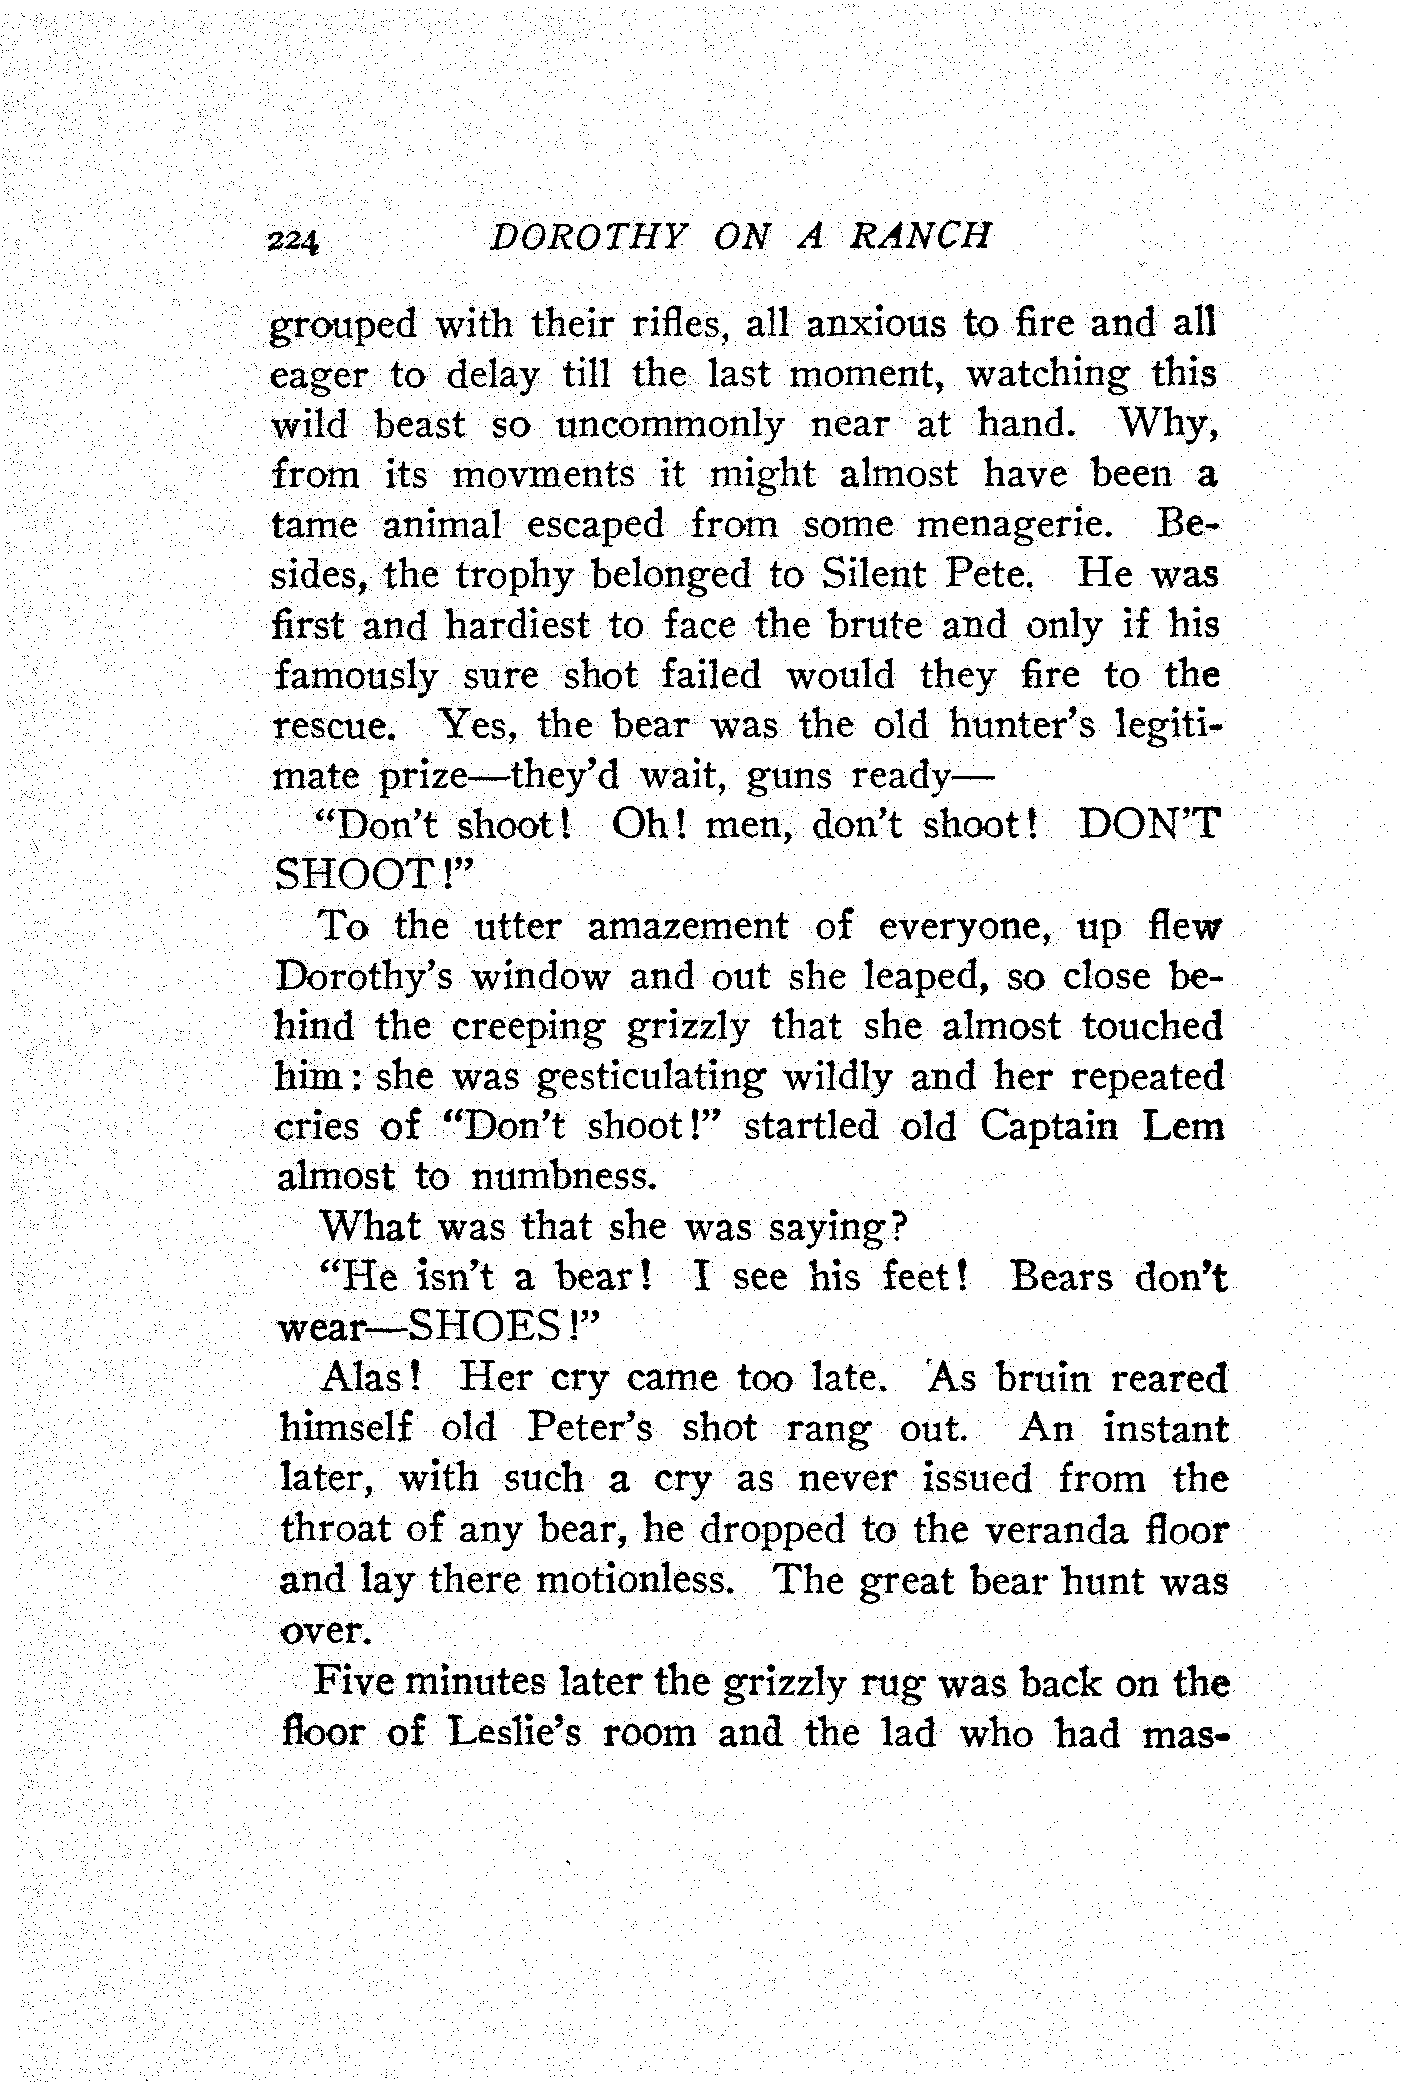 224 DOROTHY ON A RANCH
grouped with their rifles, all anxious to fire and all
eager to delay till the last moment, watching this
wild beast so uncommonly near at hand. Why,
from its movments it might almost have been a
tame animal escaped from some menagerie. Be-
sides, the trophy belonged to Silent Pete. He was
first and hardiest to face the brute and only if his
famously sure shot failed would they fire to the
rescue. Yes, the bear was the old hunter's legiti-
mate prize—they'd wait, guns ready—
"Don't shoot! Oh! men, don't shoot! DON'T
SHOOT!"
To the utter amazement of everyone, up flew
Dorothy's window and out she leaped, so close be-
hind the creeping grizzly that she almost touched
him: she was gesticulating wildly and her repeated
cries of "Don't shoot!" startled old Captain Lem
almost to numbness.
What was that she was saying?
"He isn't a bear! I see his feet! Bears don't
wear—SHOES!"
Alas! Her cry came too late. As bruin reared
himself old Peter's shot rang out. An instant
later, with such a cry as never issued from the
throat of any bear, he dropped to the veranda floor
and lay there motionless. The great bear hunt was
over.
Five minutes later the grizzly rug was back on the
floor of Leslie's room and the lad who had mas-